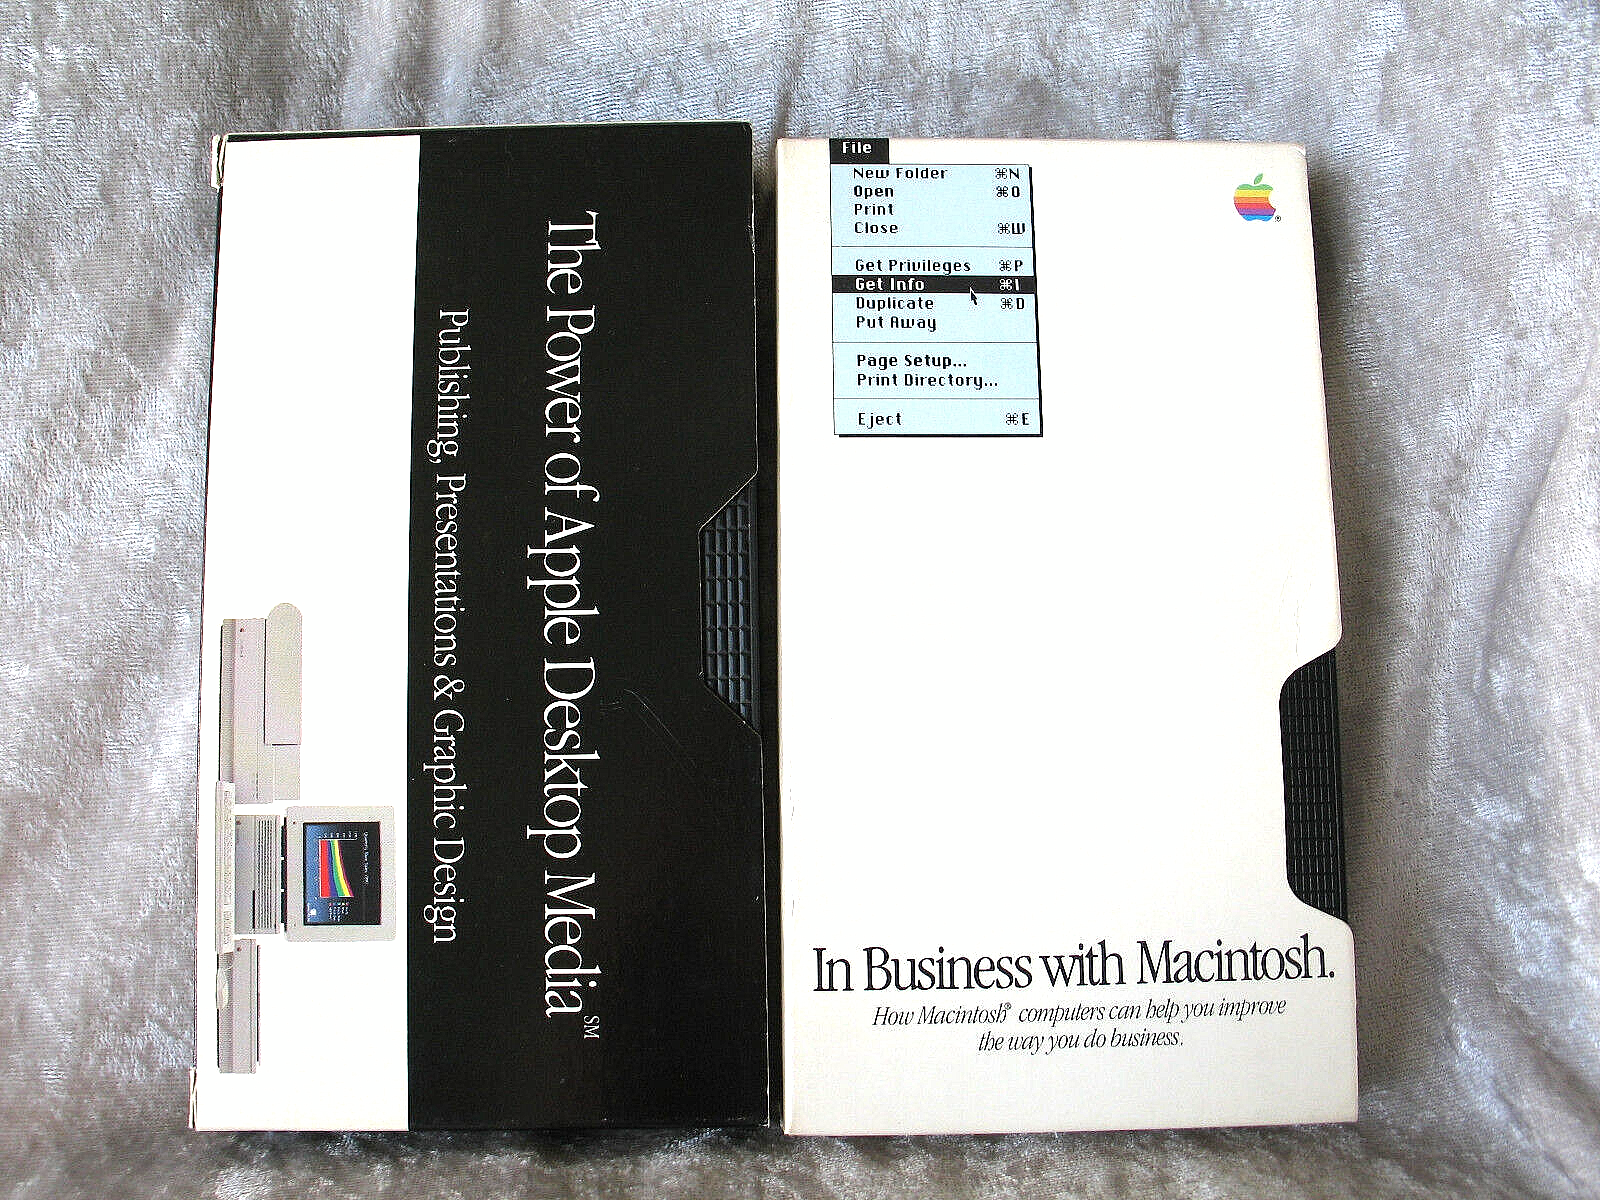 The Power of Apple Desktop Media℠
Publishing, Presentations & Graphic Design
File
New Folder ⌘N
Open ⌘O
Print
Close ⌘W
Get Privileges ⌘P
Get Info ⌘I
Duplicate ⌘D
Put Away
Page Setup...
Print Directory...
Eject ⌘E
®
In Business with Macintosh.
How Macintosh® computers can help you improve
the way you do business.